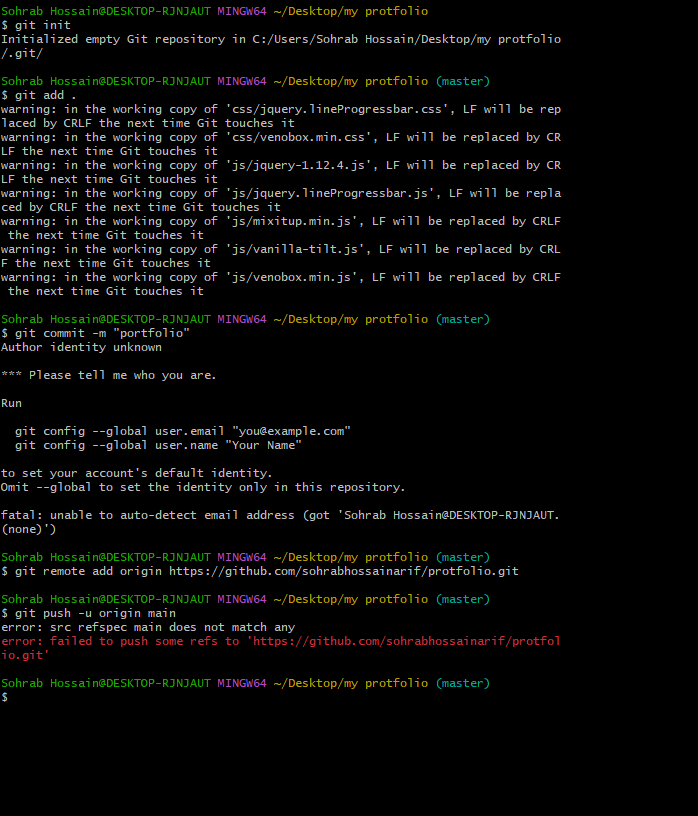 Sohrab Hossain@DESKTOP-RJNJAUT MINGW64 ~/Desktop/my protfolio
$ git init
Initialized empty Git repository in C:/Users/Sohrab Hossain/Desktop/my protfolio
/.git/
Sohrab Hossain@DESKTOP-RJNJAUT MINGW64 ~/Desktop/my protfolio (master)
$ git add .
warning: in the working copy of 'css/jquery.lineProgressbar.css', LF will be rep
laced by CRLF the next time Git touches it
warning: in the working copy of 'css/venobox.min.css', LF will be replaced by CR
LF the next time Git touches it
warning: in the working copy of 'js/jquery-1.12.4.js', LF will be replaced by CR
LF the next time Git touches it
warning: in the working copy of 'js/jquery.lineProgressbar.js', LF will be repla
ced by CRLF the next time Git touches it
warning: in the working copy of 'js/mixitup.min.js', LF will be replaced by CRLF
 the next time Git touches it
warning: in the working copy of 'js/vanilla-tilt.js', LF will be replaced by CRL
F the next time Git touches it
warning: in the working copy of 'js/venobox.min.js', LF will be replaced by CRLF
 the next time Git touches it
Sohrab Hossain@DESKTOP-RJNJAUT MINGW64 ~/Desktop/my protfolio (master)
$ git commit -m "portfolio"
Author identity unknown
*** Please tell me who you are.
Run
  git config --global user.email "you@example.com"
  git config --global user.name "Your Name"
to set your account's default identity.
Omit --global to set the identity only in this repository.
fatal: unable to auto-detect email address (got 'Sohrab Hossain@DESKTOP-RJNJAUT.
(none)')
Sohrab Hossain@DESKTOP-RJNJAUT MINGW64 ~/Desktop/my protfolio (master)
$ git remote add origin https://github.com/sohrabhossainarif/protfolio.git
Sohrab Hossain@DESKTOP-RJNJAUT MINGW64 ~/Desktop/my protfolio (master)
$ git push -u origin main
error: src refspec main does not match any
error: failed to push some refs to 'https://github.com/sohrabhossainarif/protfol
io.git'
Sohrab Hossain@DESKTOP-RJNJAUT MINGW64 ~/Desktop/my protfolio (master)
$